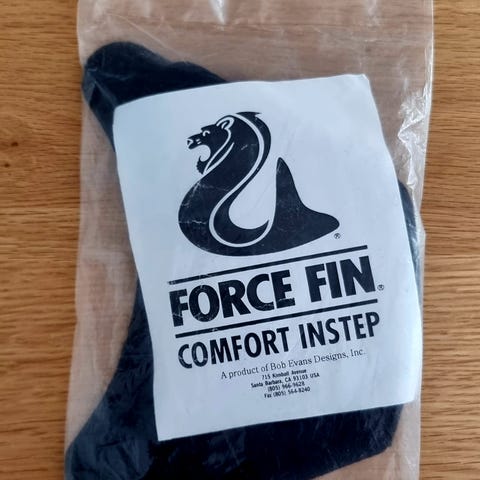 ®
FORCE FIN®
COMFORT INSTEP
A product of Bob Evans Designs, Inc.
715 Kimball Avenue
Santa Barbara, CA 93103 USA
(805) 966-9628
Fax (805) 564-8240